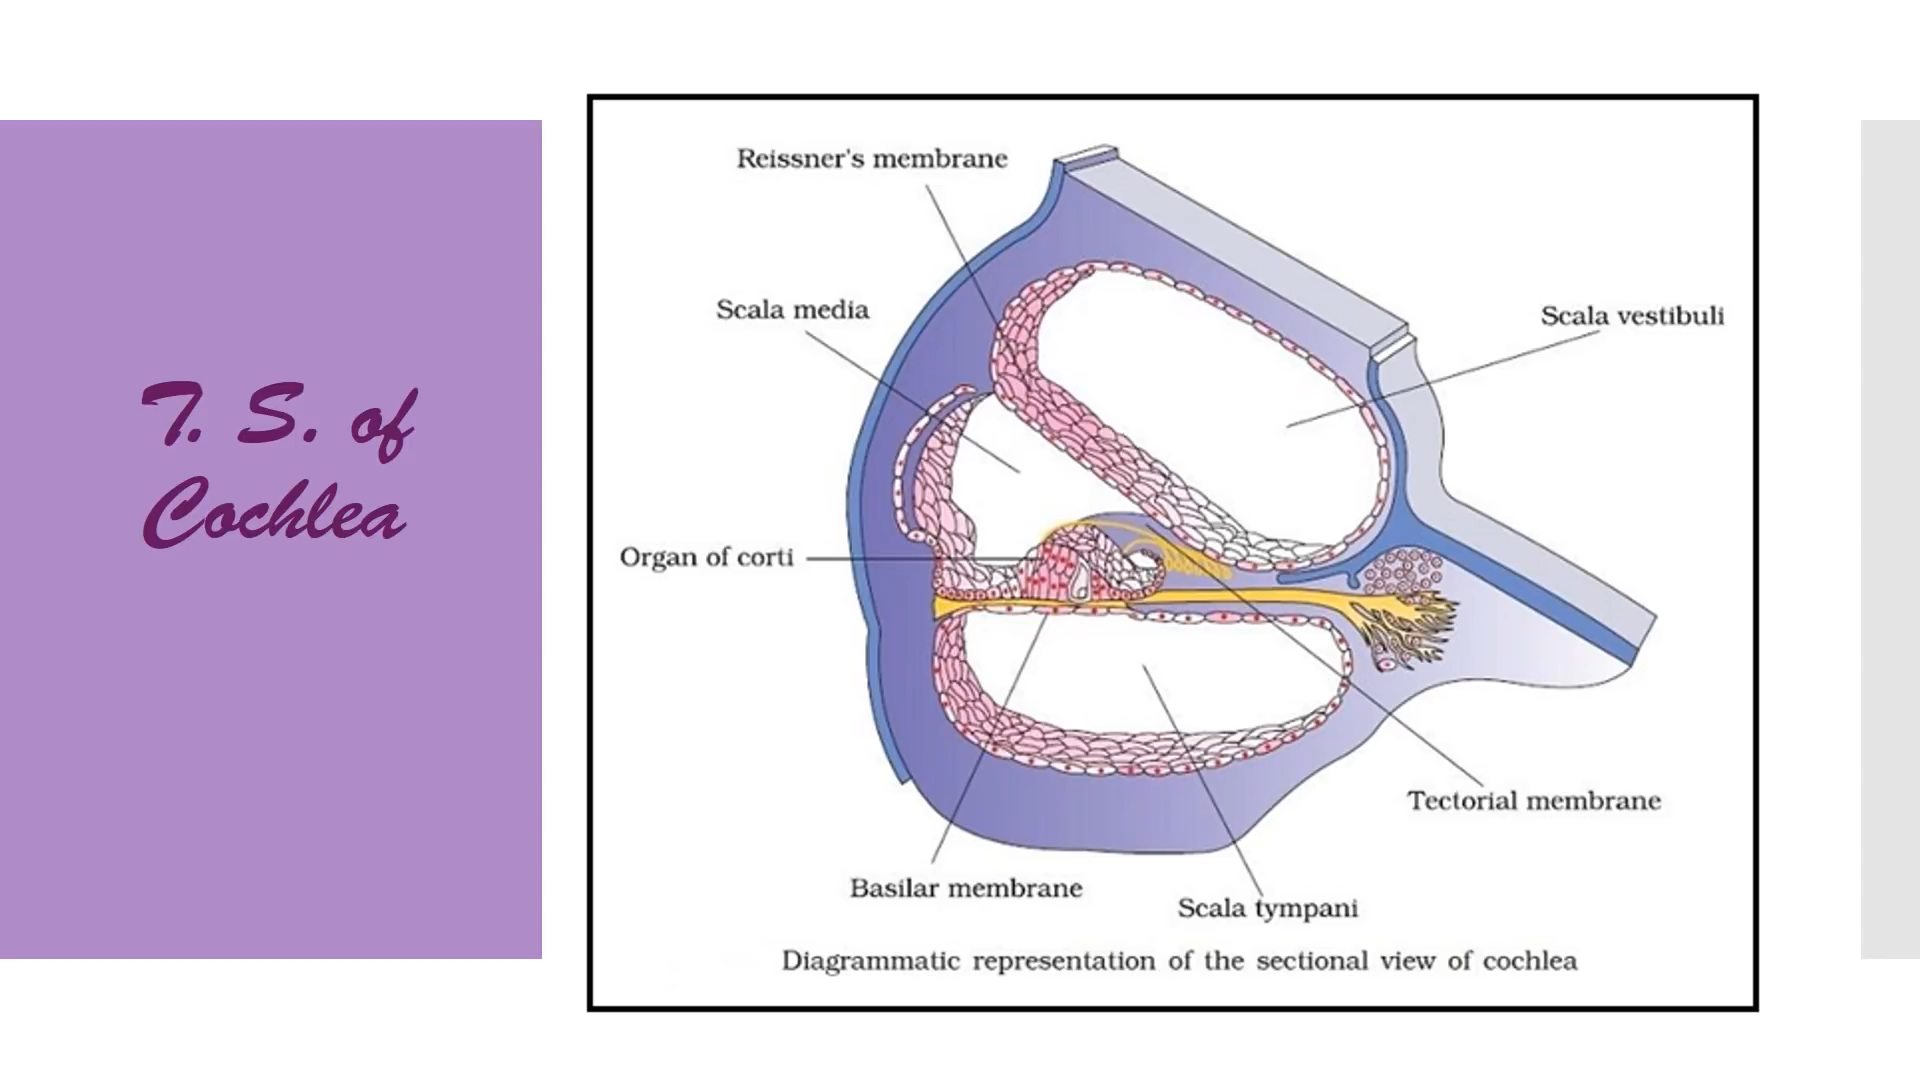 T. S. of
Cochlea
Reissner's membrane
Scala media
Scala vestibuli
Organ of corti
Tectorial membrane
Basilar membrane
Scala tympani
Diagrammatic representation of the sectional view of cochlea